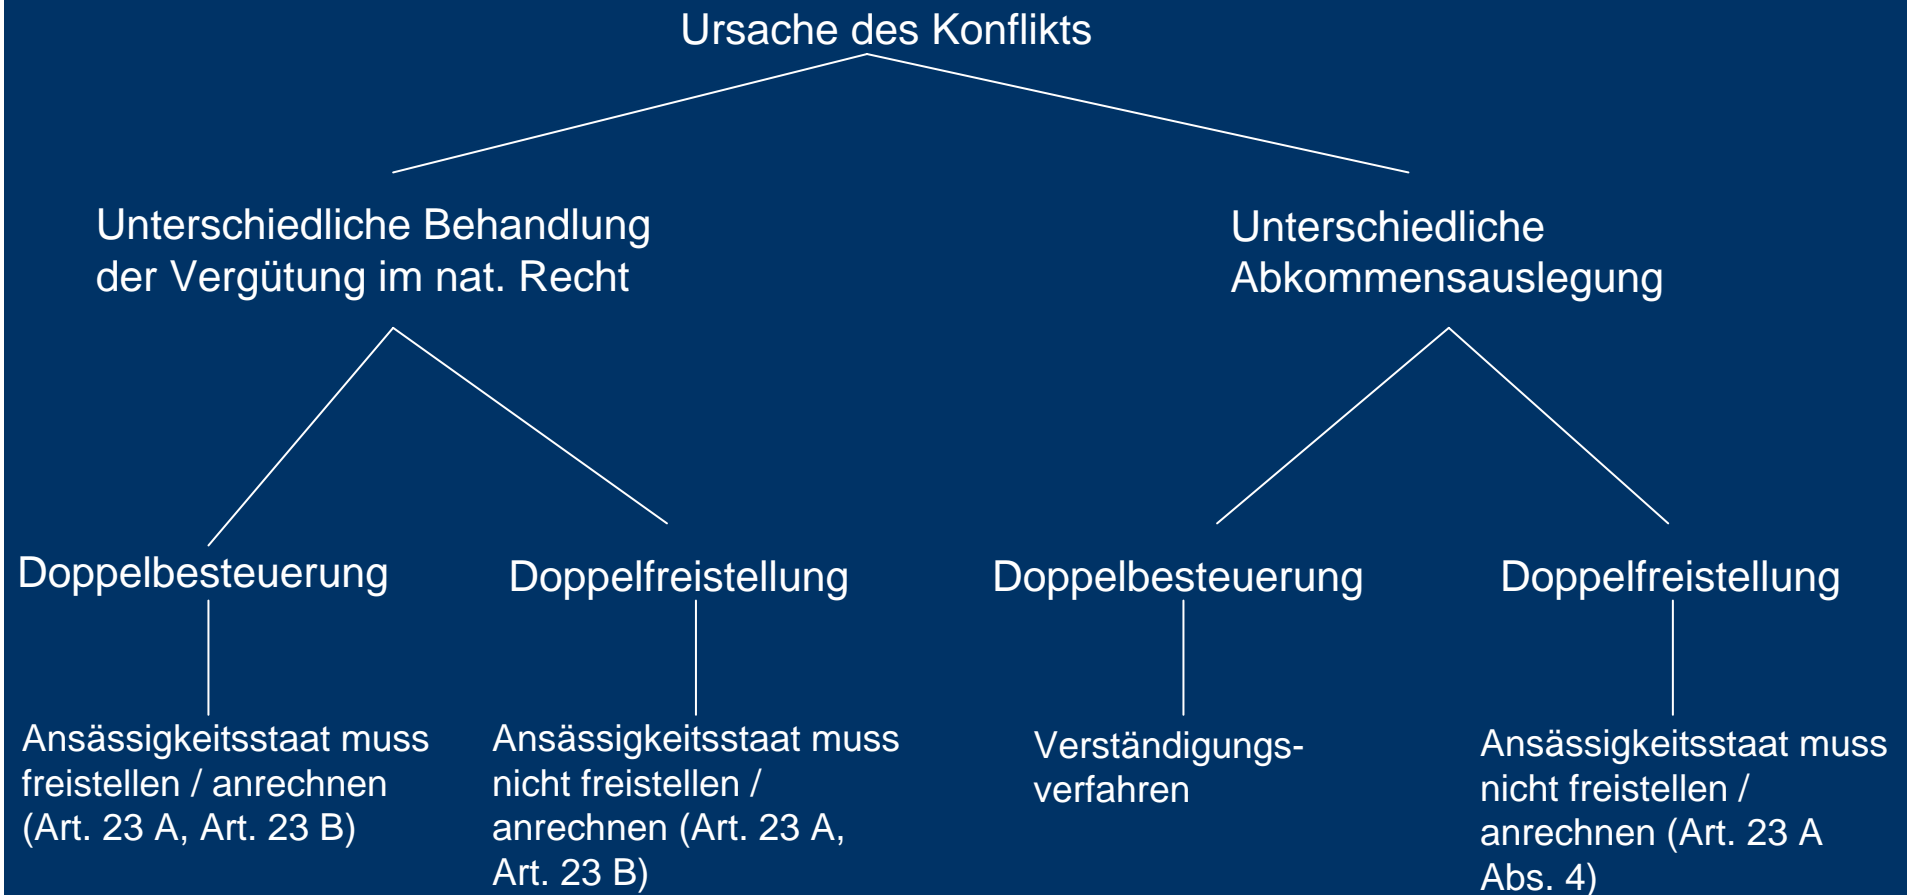 Ursache des Konflikts
Unterschiedliche Behandlung
der Vergütung im nat. Recht
Unterschiedliche
Abkommensauslegung
Doppelbesteuerung
Doppelfreistellung
Doppelbesteuerung
Doppelfreistellung
Ansässigkeitsstaat muss
freistellen / anrechnen
(Art. 23 A, Art. 23 B)
Ansässigkeitsstaat muss
nicht freistellen /
anrechnen (Art. 23 A,
Art. 23 B)
Verständigungs-
verfahren
Ansässigkeitsstaat muss
nicht freistellen /
anrechnen (Art. 23 A
Abs. 4)